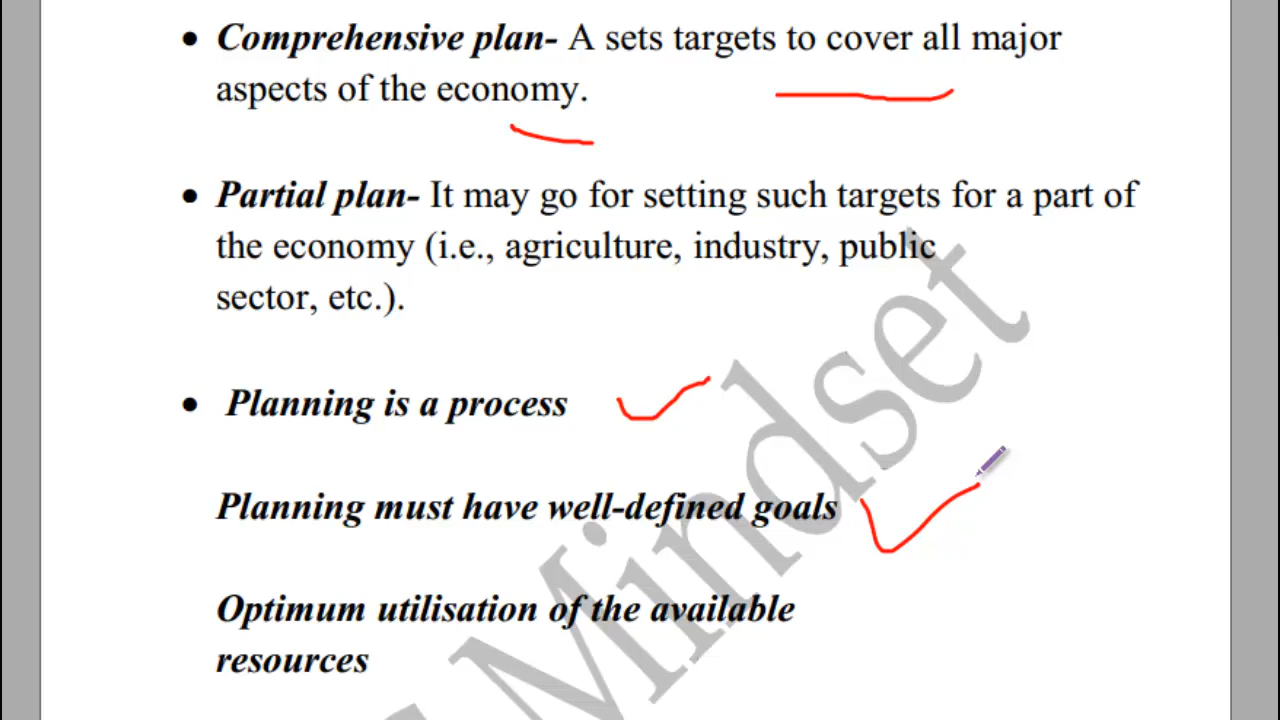 • Comprehensive plan- A sets targets to cover all major
aspects of the economy.
• Partial plan- It may go for setting such targets for a part of
the economy (i.e., agriculture, industry, public
sector, etc.).
• Planning is a process
Planning must have well-defined goals
Optimum utilisation of the available
resources
Mindset